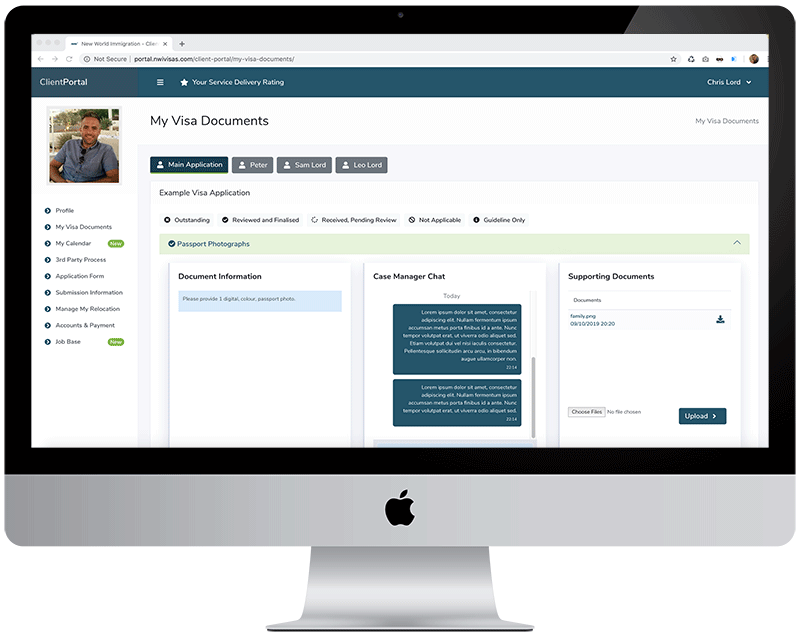 New World Immigration - Clien
Not Secure | portal.nwivisas.com/client-portal/my-visa-documents/
ClientPortal
Your Service Delivery Rating
Chris Lord
My Visa Documents
My Visa Documents
Main Application
Peter
Sam Lord
Leo Lord
Example Visa Application
Outstanding
Reviewed and Finalised
Received, Pending Review
Not Applicable
Guideline Only
Passport Photographs
Profile
My Visa Documents
My Calendar New
3rd Party Process
Application Form
Submission Information
Manage My Relocation
Accounts & Payment
Job Base New
Document Information
Please provide 1 digital, colour, passport photo.
Case Manager Chat
Today
Lorem ipsum dolor sit amet, consectetur
adipiscing elit. Nullam fermentum ipsum
accumsan metus porta finibus id a ante. Nunc
tempor volutpat erat, ut viverra odio cursus sed.
Etiam volutpat dui vel nisi iaculis consectetur.
Pellentesque sollicitudin arcu arcu, in bibendum
augue ullamcorper non.
22:14
Lorem ipsum dolor sit amet, consectetur
adipiscing elit. Nullam fermentum ipsum
accumsan metus porta finibus id a ante. Nunc
tempor volutpat erat, ut viverra odio cursus sed.
22:14
Supporting Documents
Documents
family.png
09/10/2019 20:20
Choose Files No file chosen
Upload